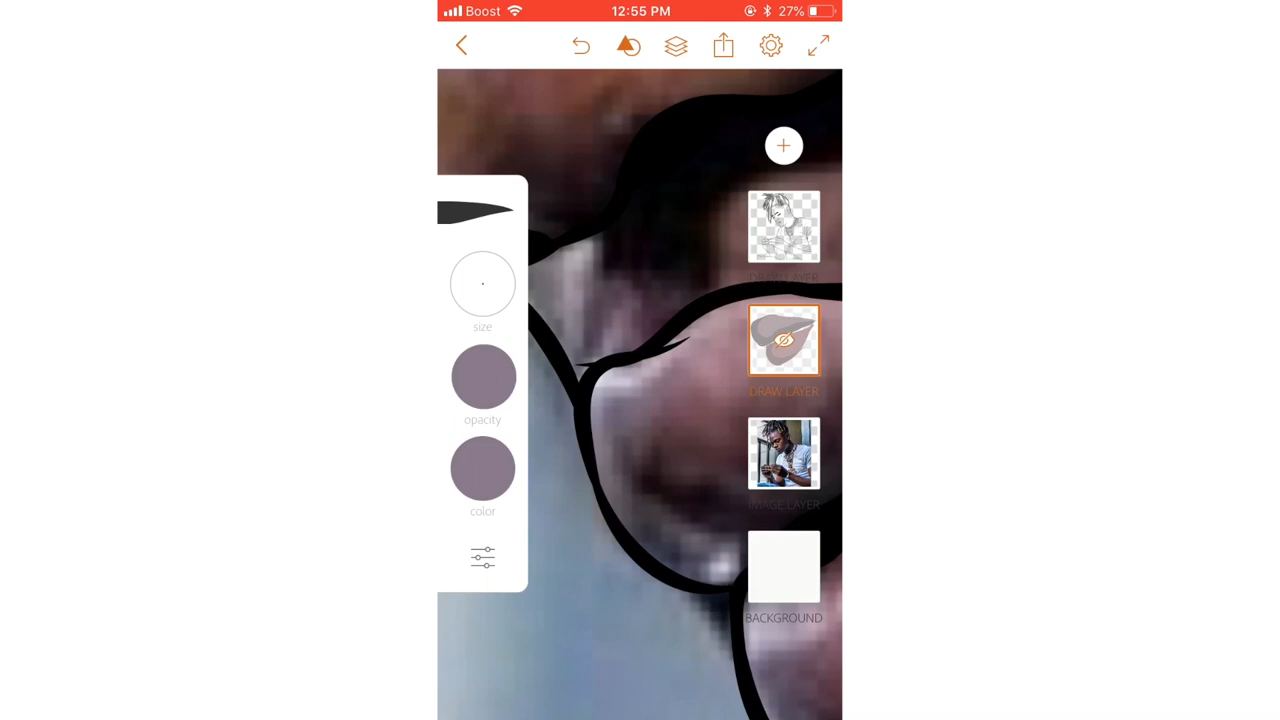 Boost 12:55 PM 27%
DRAW LAYER
size
DRAW LAYER
opacity
IMAGE LAYER
color
BACKGROUND